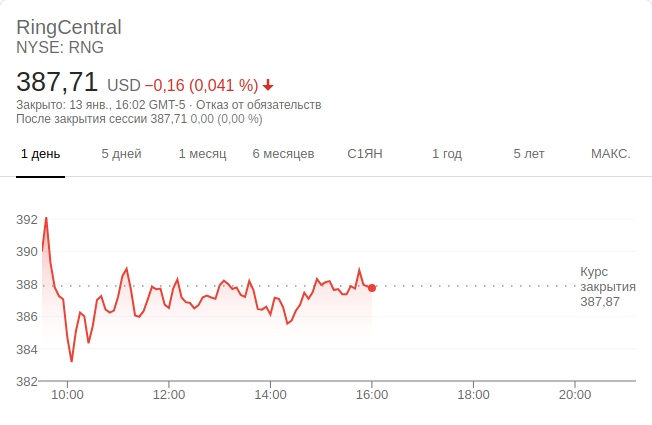 RingCentral
NYSE: RNG
387,71 USD −0,16 (0,041 %)
Закрыто: 13 янв., 16:02 GMT-5 · Отказ от обязательств
После закрытия сессии 387,71 0,00 (0,00 %)
1 день 5 дней 1 месяц 6 месяцев С1ЯН 1 год 5 лет МАКС.
392
390
388
386
384
382
Курс
закрытия
387,87
10:00 12:00 14:00 16:00 18:00 20:00